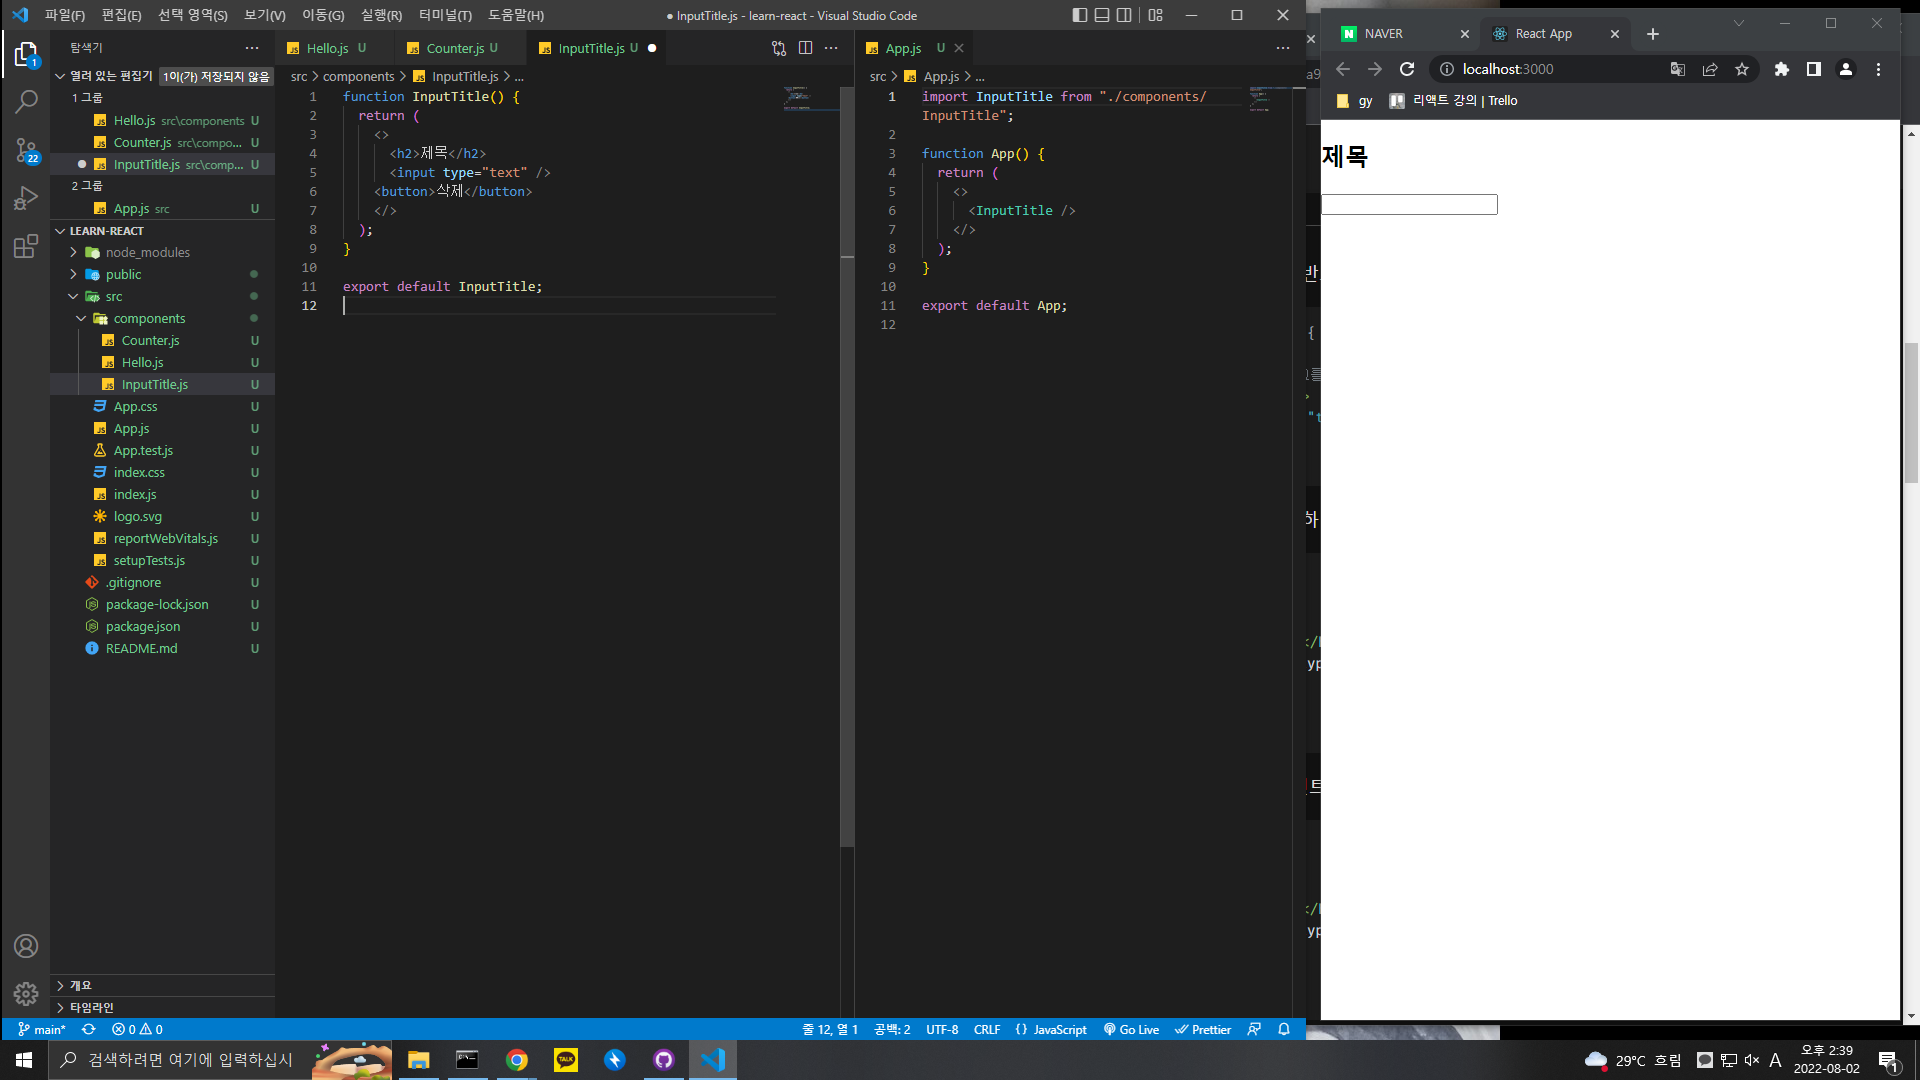 파일(F) 편집(E) 선택 영역(S) 보기(V) 이동(G) 실행(R) 터미널(T) 도움말(H)
● InputTitle.js - learn-react - Visual Studio Code
탐색기
열려 있는 편집기 1이(가) 저장되지 않음
1 그룹
Hello.js src\components U
Counter.js src\compo... U
InputTitle.js src\comp... U
2 그룹
App.js src U
LEARN-REACT
node_modules
public
src
components
Counter.js U
Hello.js U
InputTitle.js U
App.css U
App.js U
App.test.js U
index.css U
index.js U
logo.svg U
reportWebVitals.js U
setupTests.js U
.gitignore U
package-lock.json U
package.json U
README.md U
개요
타임라인
1
22
Hello.js U Counter.js U InputTitle.js U
src > components > InputTitle.js > ...
1 function InputTitle() {
2 return (
3 <>
4 <h2>제목</h2>
5 <input type="text" />
6 <button>삭제</button>
7 </>
8 );
9 }
10
11 export default InputTitle;
12
App.js U
src > App.js > ...
1 import InputTitle from "./components/
InputTitle";
2
3 function App() {
4 return (
5 <>
6 <InputTitle />
7 </>
8 );
9 }
10
11 export default App;
12
main* 0 0
줄 12, 열 1 공백: 2 UTF-8 CRLF {} JavaScript Go Live Prettier
NAVER React App
localhost:3000
gy 리액트 강의 | Trello
제목
검색하려면 여기에 입력하십시
TALK
29°C 흐림 A 오후 2:39
2022-08-02 1